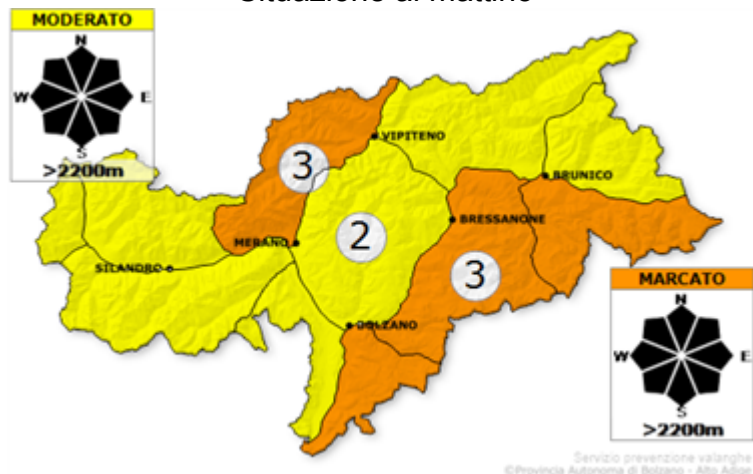 MODERATO
N
W E
S
>2200m
VIPITENO
3
BRUNICO
BRESSANONE
2
MERANO
SILANDRO
3
BOLZANO
MARCATO
N
W E
S
>2200m
Servizio prevenzione valanghe
©Provincia Autonoma di Bolzano - Alto Adige